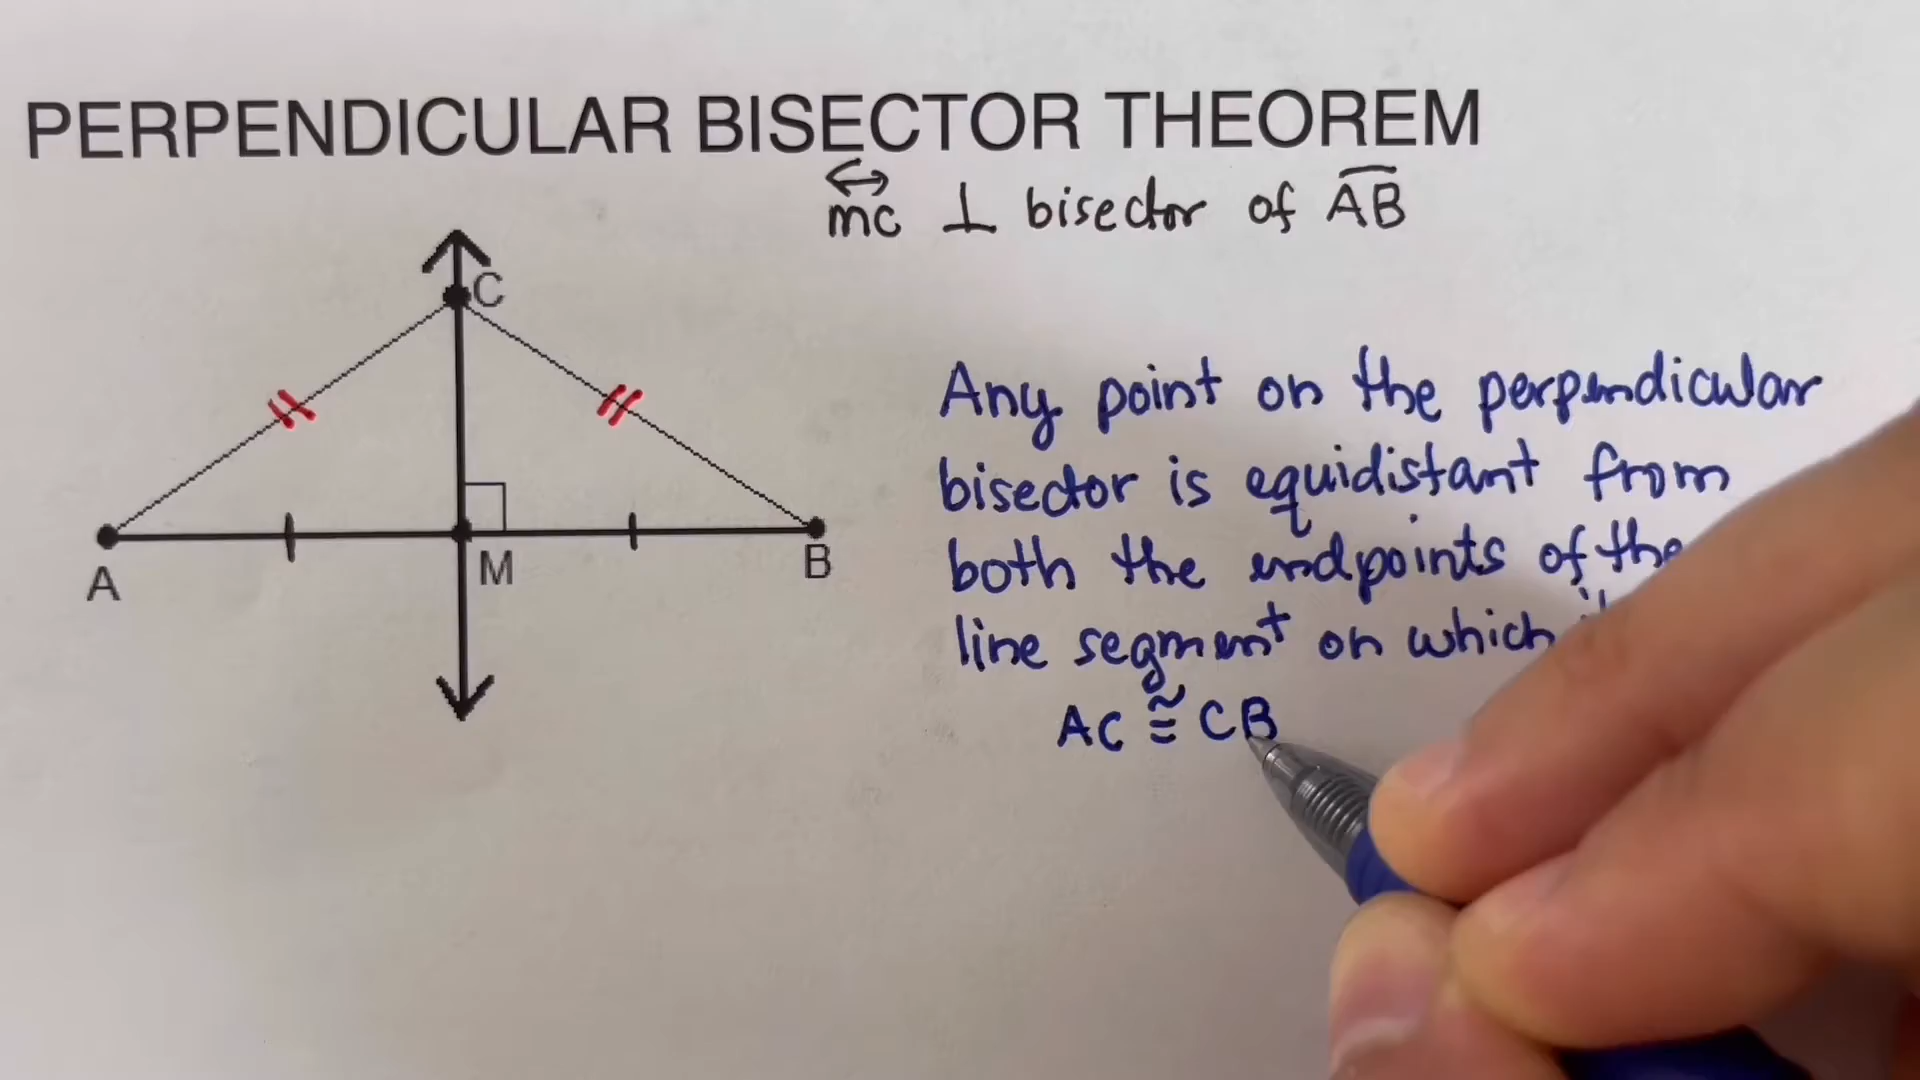 PERPENDICULAR BISECTOR THEOREM
mc ⊥ bisector of AB
C
A
M
B
Any point on the perpendicular
bisector is equidistant from
both the endpoints of the
line segment on which
AC ≅ CB